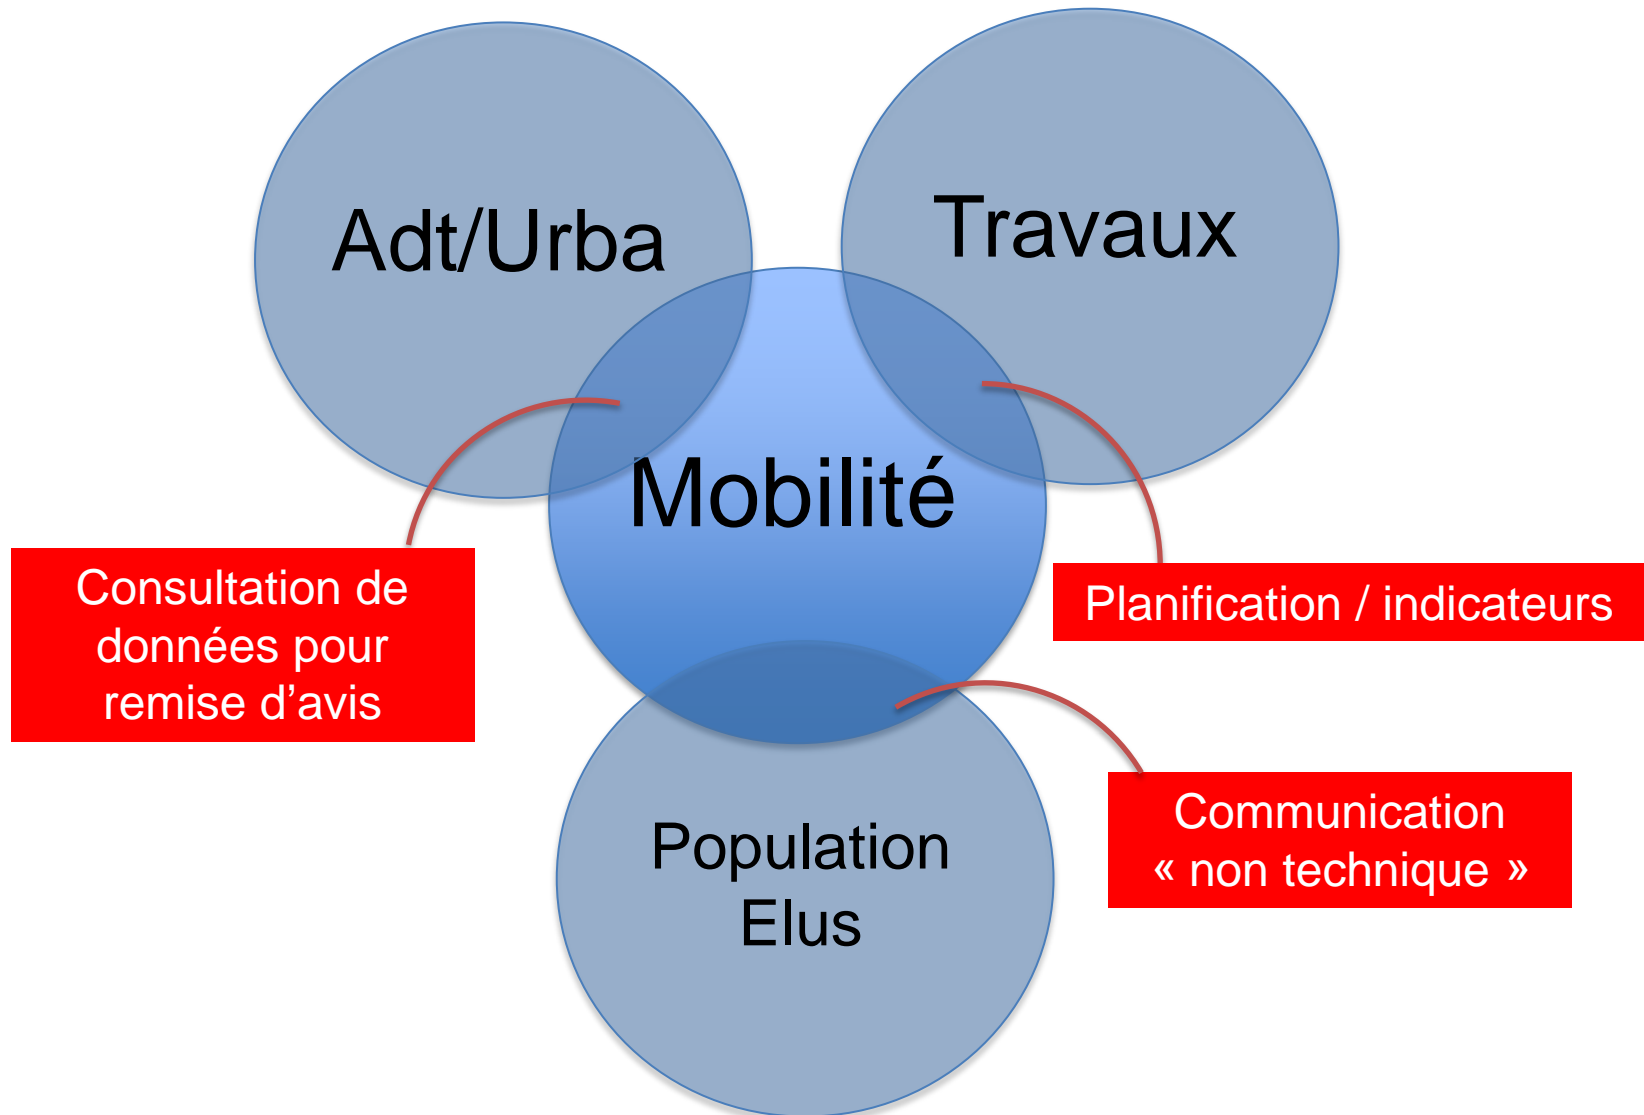 Adt/Urba
Travaux
Mobilité
Consultation de
données pour
remise d’avis
Planification / indicateurs
Communication
« non technique »
Population
Elus